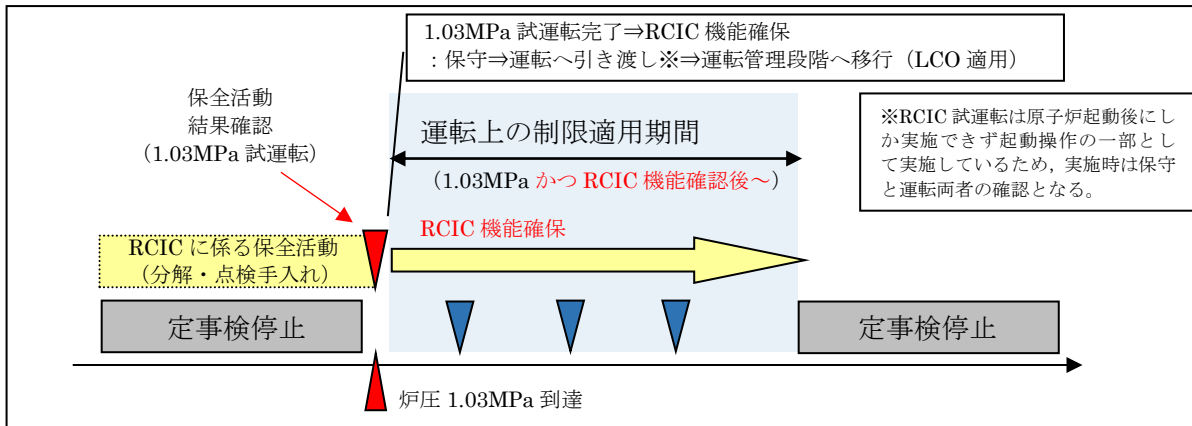 1.03MPa 試運転完了⇒RCIC 機能確保
：保守⇒運転へ引き渡し※⇒運転管理段階へ移行（LCO 適用）
保全活動
結果確認
（1.03MPa 試運転）
運転上の制限適用期間
（1.03MPa かつ RCIC 機能確認後～）
※RCIC 試運転は原子炉起動後にし
か実施できず起動操作の一部とし
て実施しているため，実施時は保守
と運転両者の確認となる。
RCIC に係る保全活動
（分解・点検手入れ）
RCIC 機能確保
定事検停止
定事検停止
炉圧 1.03MPa 到達